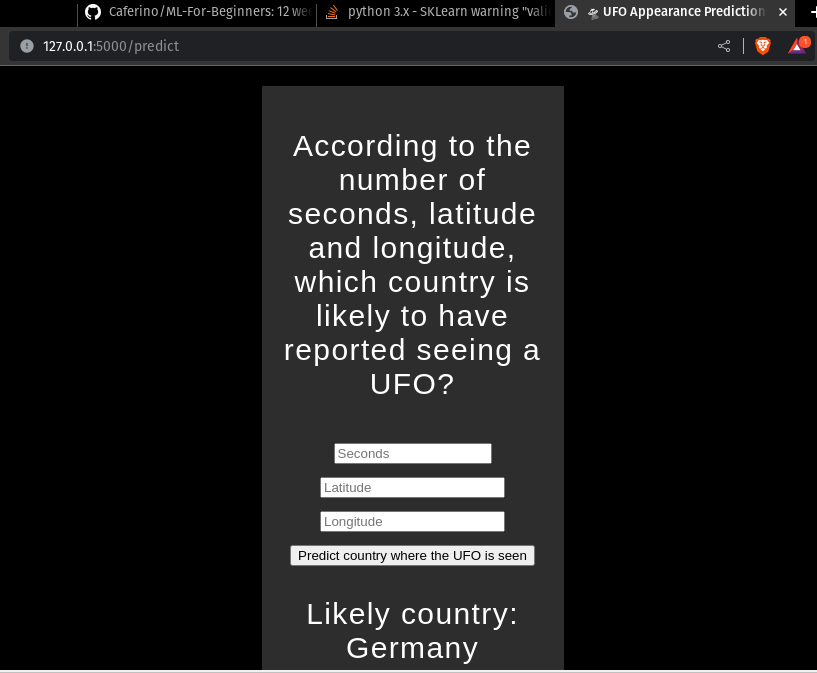 Caferino/ML-For-Beginners: 12 wee
python 3.x - SKLearn warning "vali
UFO Appearance Prediction
127.0.0.1:5000/predict
1
According to the
number of
seconds, latitude
and longitude,
which country is
likely to have
reported seeing a
UFO?
Seconds
Latitude
Longitude
Predict country where the UFO is seen
Likely country:
Germany